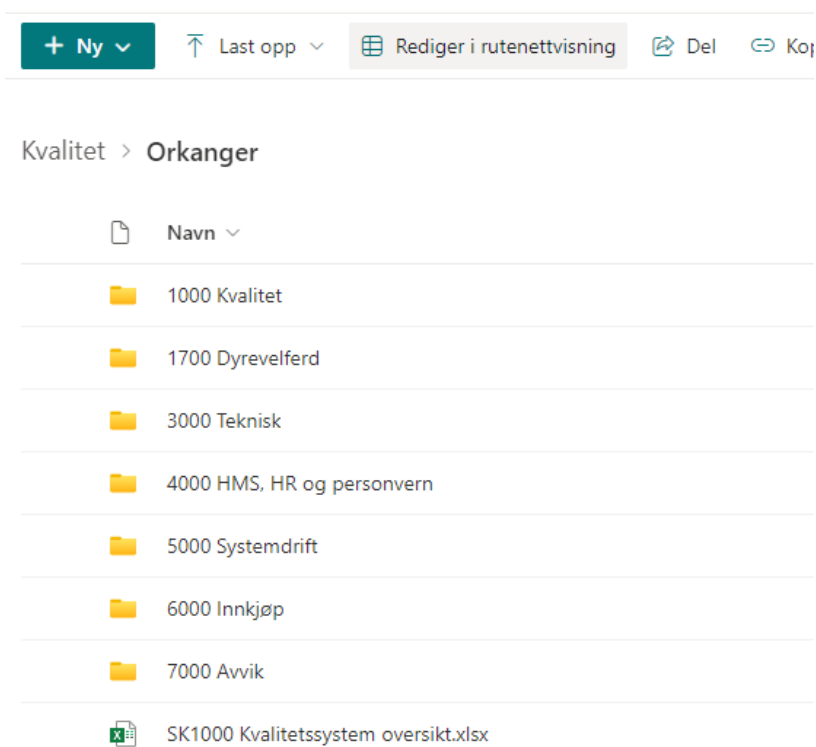 Ny Last opp Rediger i rutenettvisning Del
Kvalitet > Orkanger
Navn
1000 Kvalitet
1700 Dyrevelferd
3000 Teknisk
4000 HMS, HR og personvern
5000 Systemdrift
6000 Innkjøp
7000 Avvik
SK1000 Kvalitetssystem oversikt.xlsx